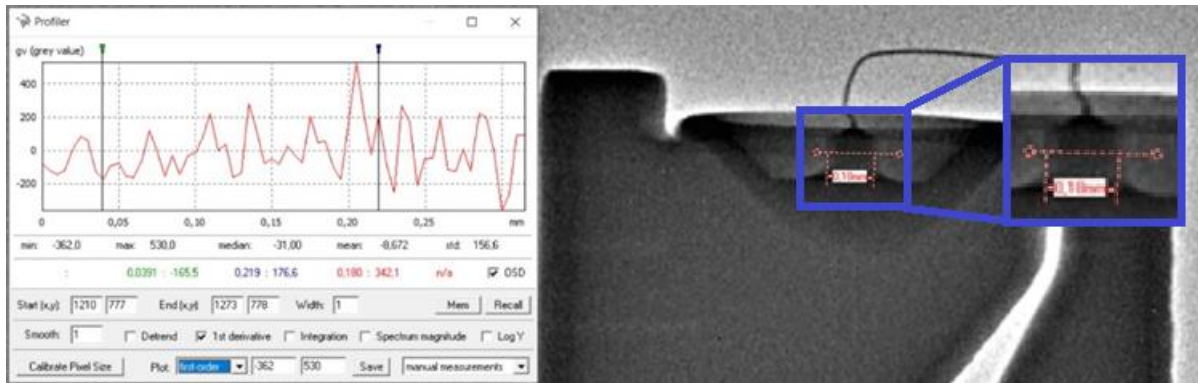 Profiler
gv (grey value)
400
200
0
-200
0 0,05 0,10 0,15 0,20 0,25 mm
min: -362,0 max: 530,0 median: -31,00 mean: -8,672 std: 156,6
: 0,0391 : -165,5 0,219 : 176,6 0,180 : 342,1 n/a OSD
Start (x,y): 1210 777 End (x,y): 1273 778 Width: 1 Mem Recall
Smooth: 1 Detrend 1st derivative Integration Spectrum magnitude Log Y
Calibrate Pixel Size Plot: first-order -362 530 Save manual measurements
0,18mm
0,18mm